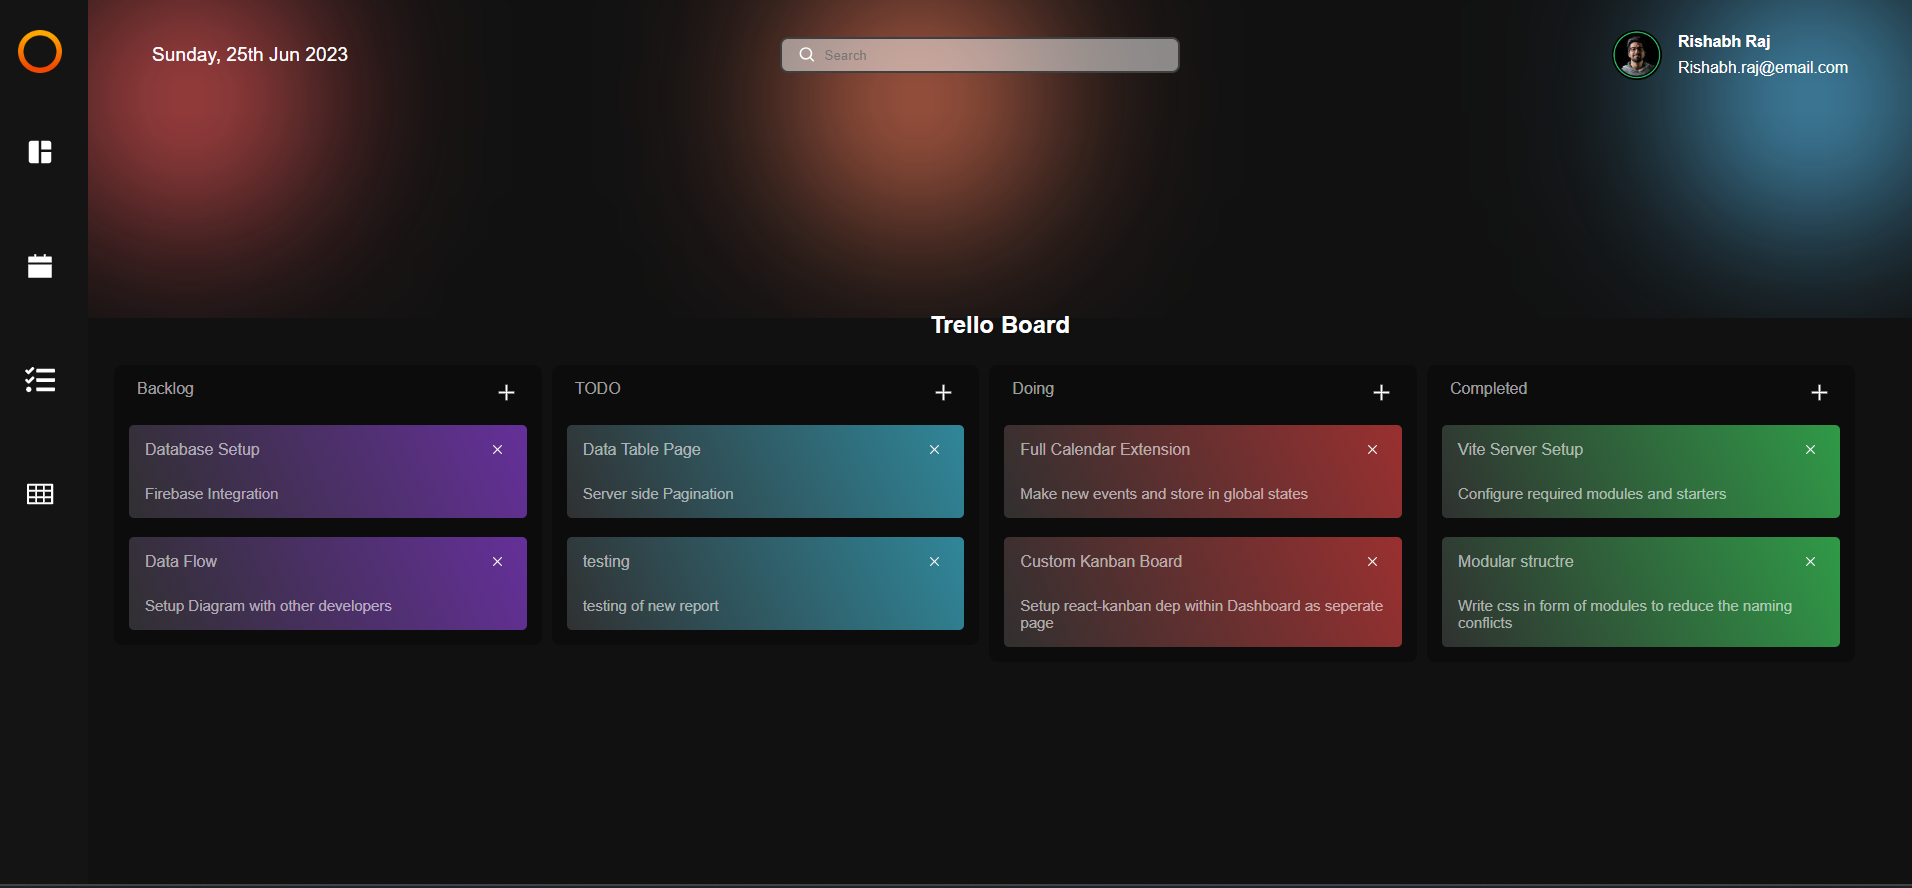 Sunday, 25th Jun 2023
Search
Rishabh Raj
Rishabh.raj@email.com
Trello Board
Backlog
Database Setup
Firebase Integration
Data Flow
Setup Diagram with other developers
TODO
Data Table Page
Server side Pagination
testing
testing of new report
Doing
Full Calendar Extension
Make new events and store in global states
Custom Kanban Board
Setup react-kanban dep within Dashboard as seperate
page
Completed
Vite Server Setup
Configure required modules and starters
Modular structre
Write css in form of modules to reduce the naming
conflicts